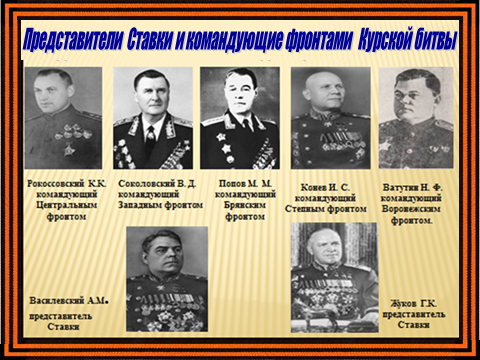 Представители Ставки и командующие фронтами Курской битвы
Рокоссовский К.К.
командующий
Центральным
фронтом
Соколовский В. Д.
командующий
Западным фронтом
Попов М. М.
командующий
Брянским
фронтом
Конев И. С.
командующий
Степным фронтом
Ватутин Н. Ф.
командующий
Воронежским
фронтом.
Василевский А.М.
представитель
Ставки
Жуков Г.К.
представитель
Ставки